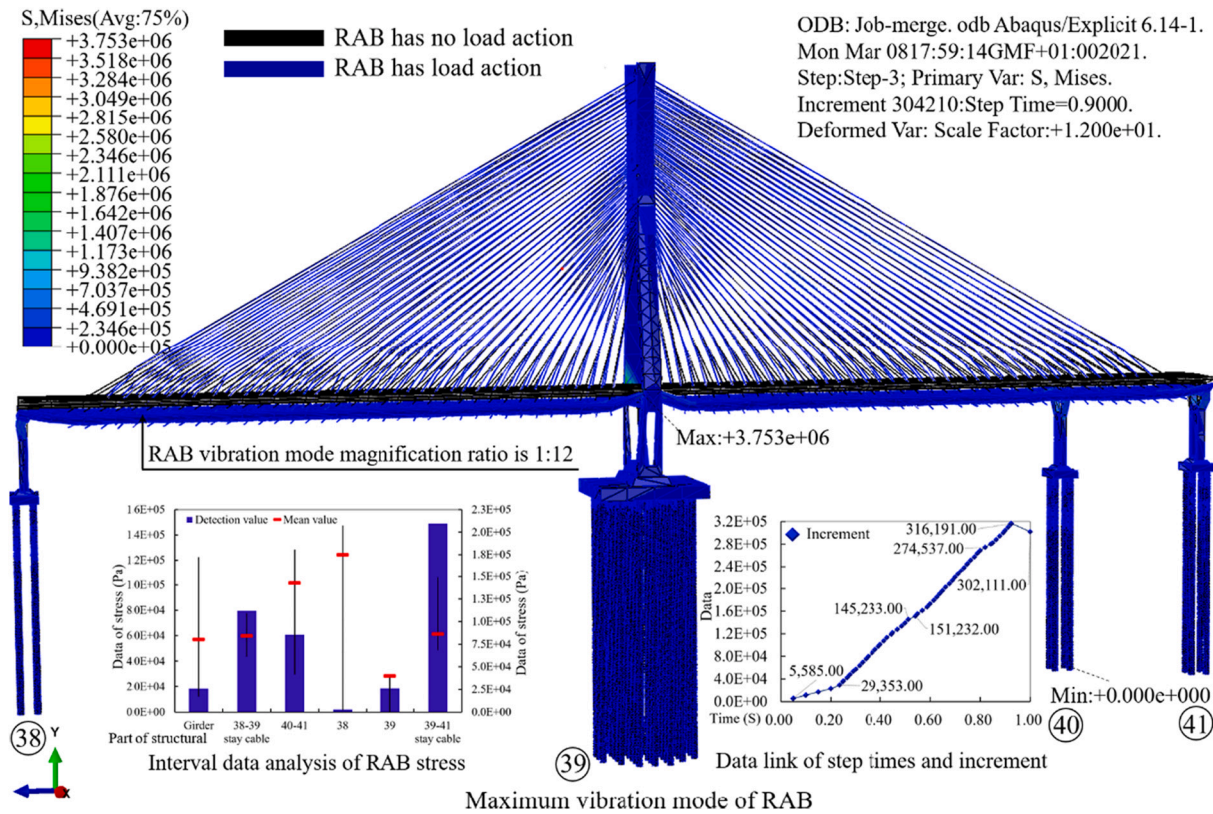 S,Mises(Avg:75%)
+3.753e+06
+3.518e+06
+3.284e+06
+3.049e+06
+2.815e+06
+2.580e+06
+2.346e+06
+2.111e+06
+1.876e+06
+1.642e+06
+1.407e+06
+1.173e+06
+9.382e+05
+7.037e+05
+4.691e+05
+2.346e+05
+0.000e+05
RAB has no load action
RAB has load action
ODB: Job-merge. odb Abaqus/Explicit 6.14-1.
Mon Mar 0817:59:14GMF+01:002021.
Step:Step-3; Primary Var: S, Mises.
Increment 304210:Step Time=0.9000.
Deformed Var: Scale Factor:+1.200e+01.
Max:+3.753e+06
RAB vibration mode magnification ratio is 1:12
Detection value
Mean value
Data of stress (Pa)
16E+04
14E+04
12E+04
10E+04
80E+04
60E+04
40E+04
20E+04
0.0E+00
2.3E+05
2.0E+05
1.8E+05
1.5E+05
1.3E+05
1.0E+05
7.5E+04
5.0E+04
2.5E+04
0.0E+00
Data of stress (Pa)
Girder
38-39
stay cable
40-41
38
39
39-41
stay cable
Part of structural
Interval data analysis of RAB stress
Increment
Data
3.2E+05
2.8E+05
2.4E+05
2.0E+05
1.6E+05
1.2E+05
8.0E+04
4.0E+04
0.0E+00
316,191.00
274,537.00
302,111.00
145,233.00
151,232.00
5,585.00
29,353.00
Time (S)
0.00
0.20
0.40
0.60
0.80
1.00
Data link of step times and increment
Min:+0.000e+000
38
39
40
41
Y
X
Maximum vibration mode of RAB